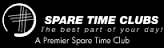 SPARE TIME CLUBS
The best part of your day!
A Premier Spare Time Club